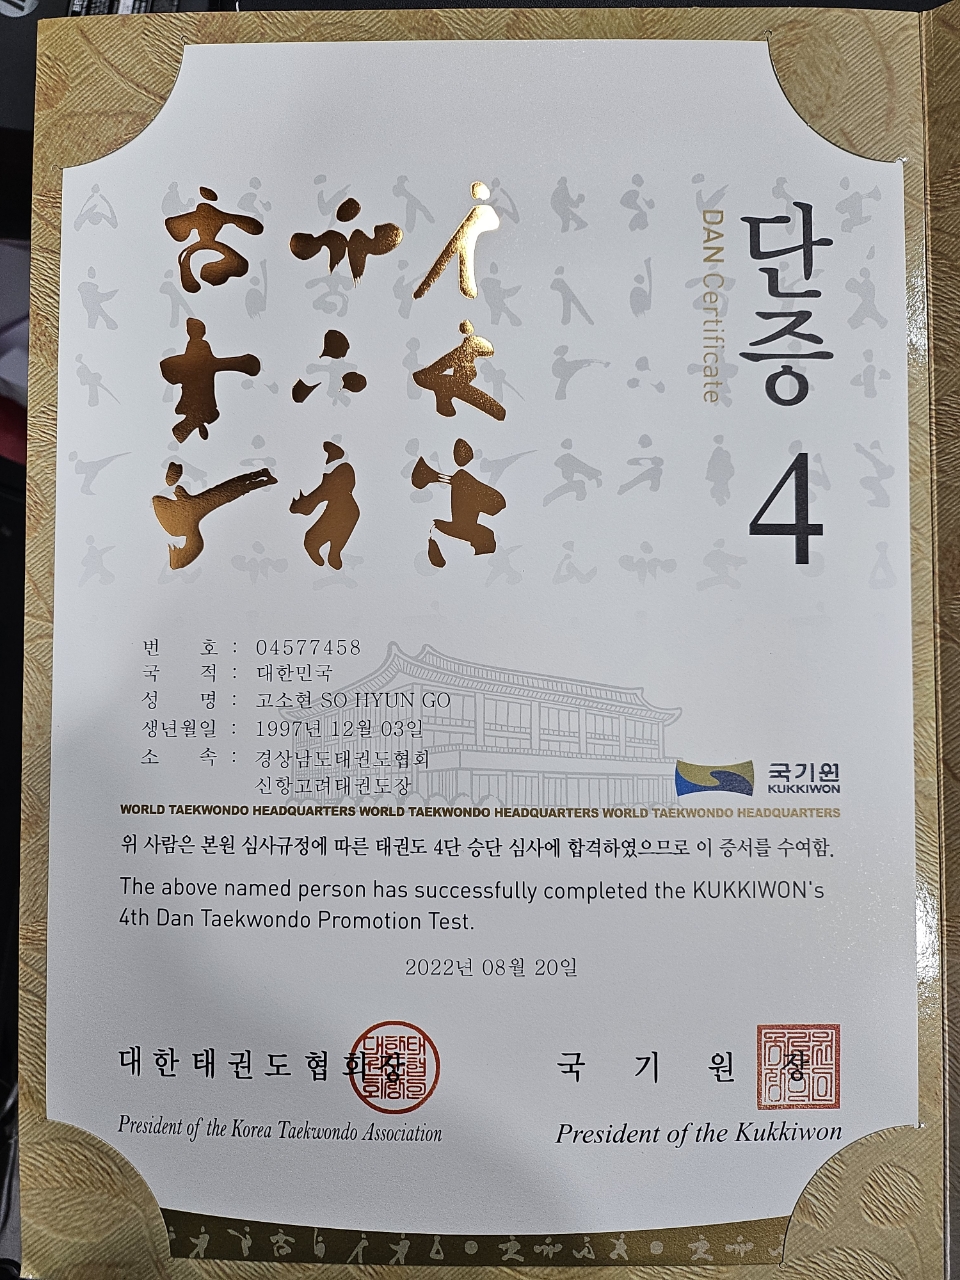 단증
DAN Certificate
4
번 호 : 04577458
국 적 : 대한민국
성 명 : 고소현 SO HYUN GO
생년월일 : 1997년 12월 03일
소 속 : 경상남도태권도협회
신항고려태권도장
국기원
KUKKIWON
WORLD TAEKWONDO HEADQUARTERS WORLD TAEKWONDO HEADQUARTERS WORLD TAEKWONDO HEADQUARTERS
위 사람은 본원 심사규정에 따른 태권도 4단 승단 심사에 합격하였으므로 이 증서를 수여함.
The above named person has successfully completed the KUKKIWON's
4th Dan Taekwondo Promotion Test.
2022년 08월 20일
대한태권도협회장
President of the Korea Taekwondo Association
국 기 원 장
President of the Kukkiwon